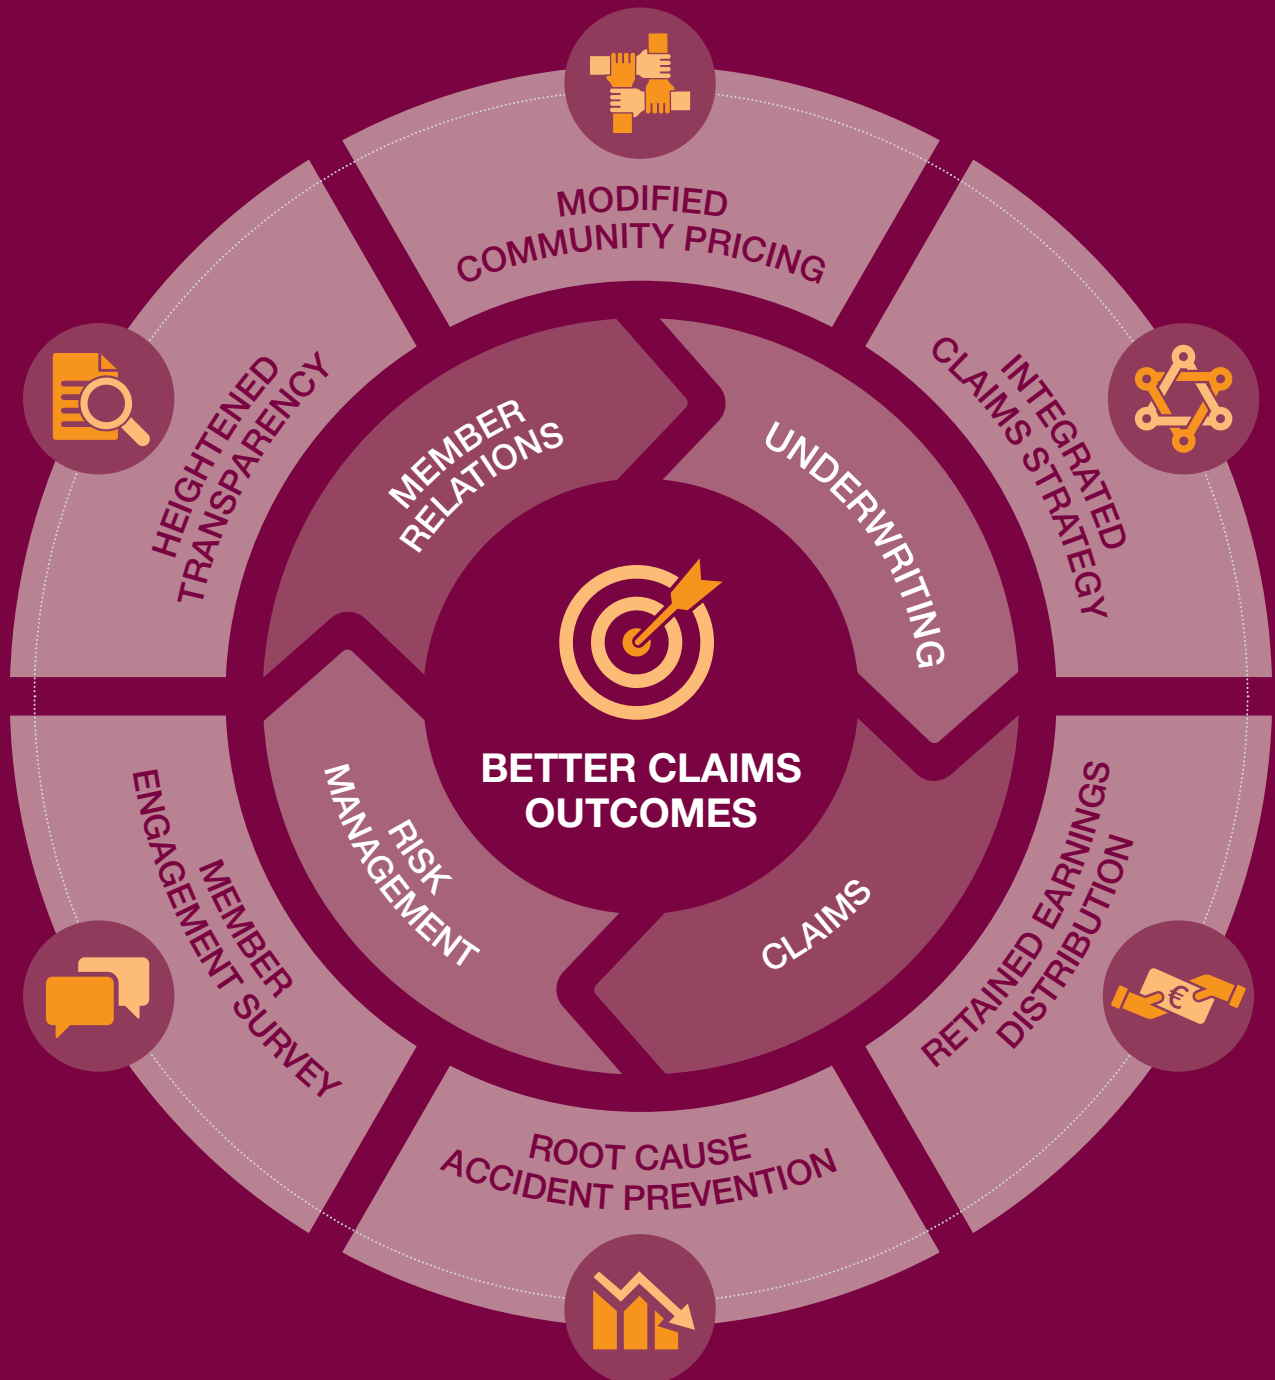 MODIFIED
COMMUNITY PRICING
INTEGRATED
CLAIMS STRATEGY
RETAINED EARNINGS
DISTRIBUTION
ROOT CAUSE
ACCIDENT PREVENTION
MEMBER
ENGAGEMENT SURVEY
HEIGHTENED
TRANSPARENCY
MEMBER
RELATIONS
UNDERWRITING
CLAIMS
RISK
MANAGEMENT
BETTER CLAIMS
OUTCOMES
€